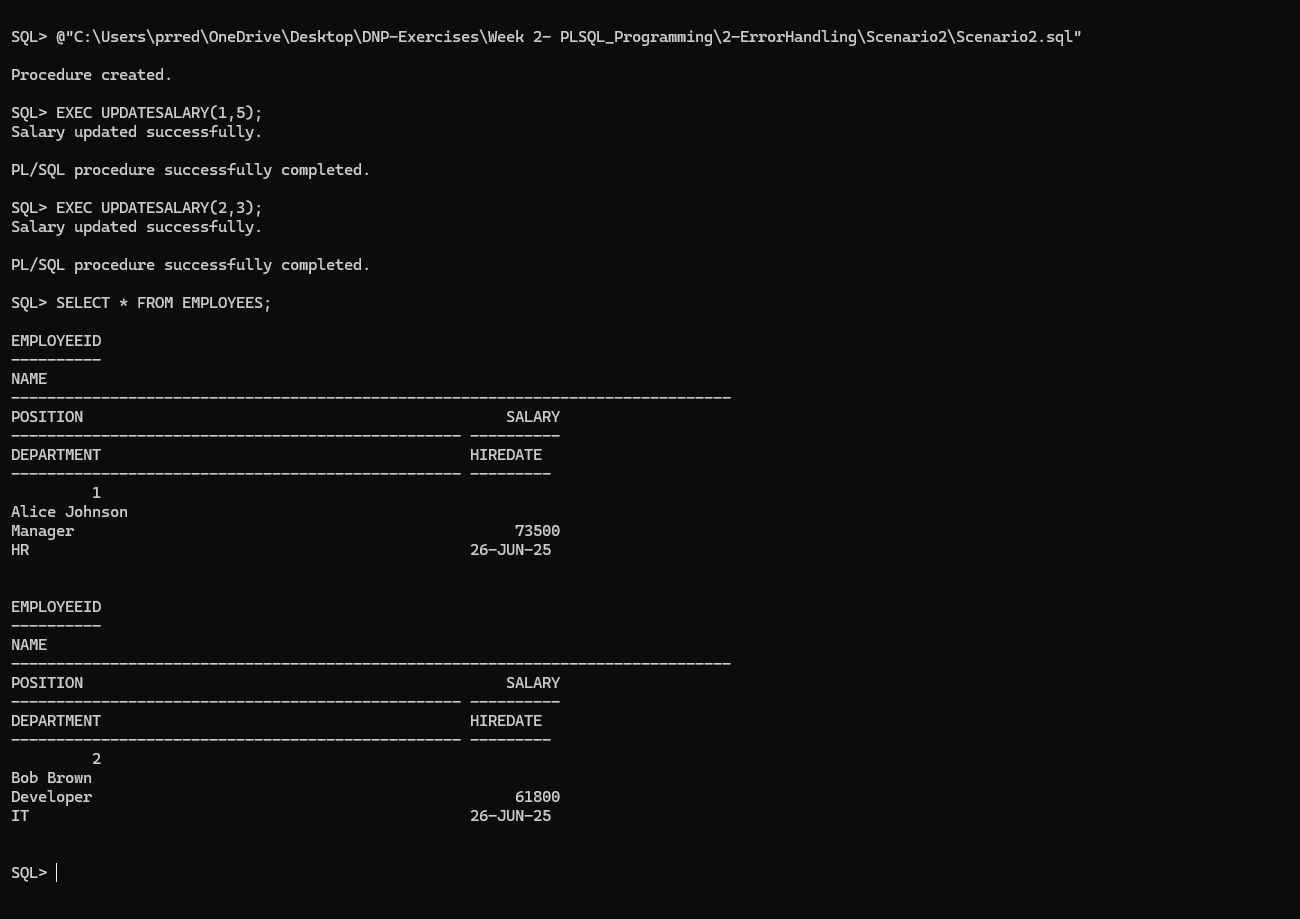 SQL> @"C:\Users\prred\OneDrive\Desktop\DNP-Exercises\Week 2- PLSQL_Programming\2-ErrorHandling\Scenario2\Scenario2.sql"
Procedure created.
SQL> EXEC UPDATESALARY(1,5);
Salary updated successfully.
PL/SQL procedure successfully completed.
SQL> EXEC UPDATESALARY(2,3);
Salary updated successfully.
PL/SQL procedure successfully completed.
SQL> SELECT * FROM EMPLOYEES;
EMPLOYEEID
----------
NAME
--------------------------------------------------------------------------------
POSITION                                               SALARY
-------------------------------------------------- ----------
DEPARTMENT                                         HIREDATE
-------------------------------------------------- ---------
         1
Alice Johnson
Manager                                                 73500
HR                                                 26-JUN-25
EMPLOYEEID
----------
NAME
--------------------------------------------------------------------------------
POSITION                                               SALARY
-------------------------------------------------- ----------
DEPARTMENT                                         HIREDATE
-------------------------------------------------- ---------
         2
Bob Brown
Developer                                               61800
IT                                                 26-JUN-25
SQL>